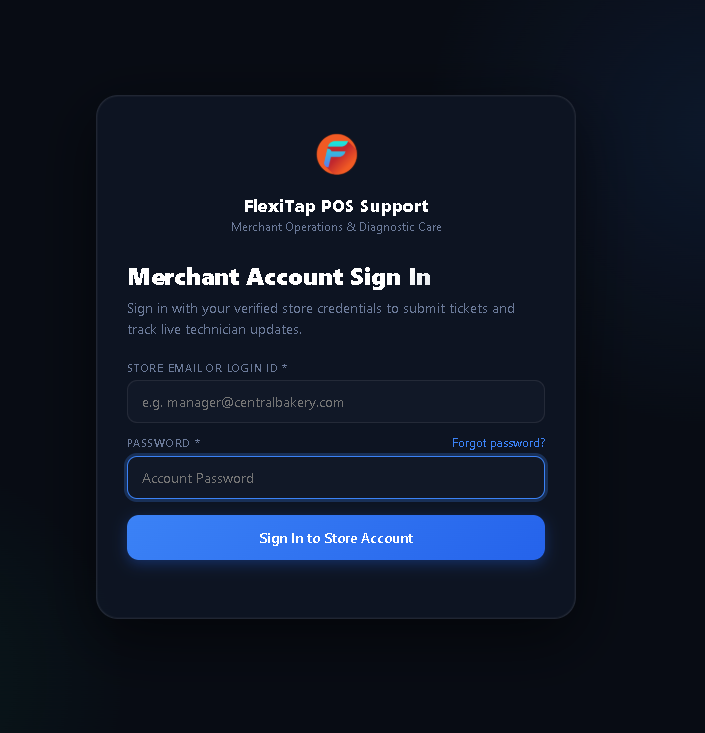 FlexiTap POS Support
Merchant Operations & Diagnostic Care
Merchant Account Sign In
Sign in with your verified store credentials to submit tickets and
track live technician updates.
STORE EMAIL OR LOGIN ID *
e.g. manager@centralbakery.com
PASSWORD *
Forgot password?
Account Password
Sign In to Store Account